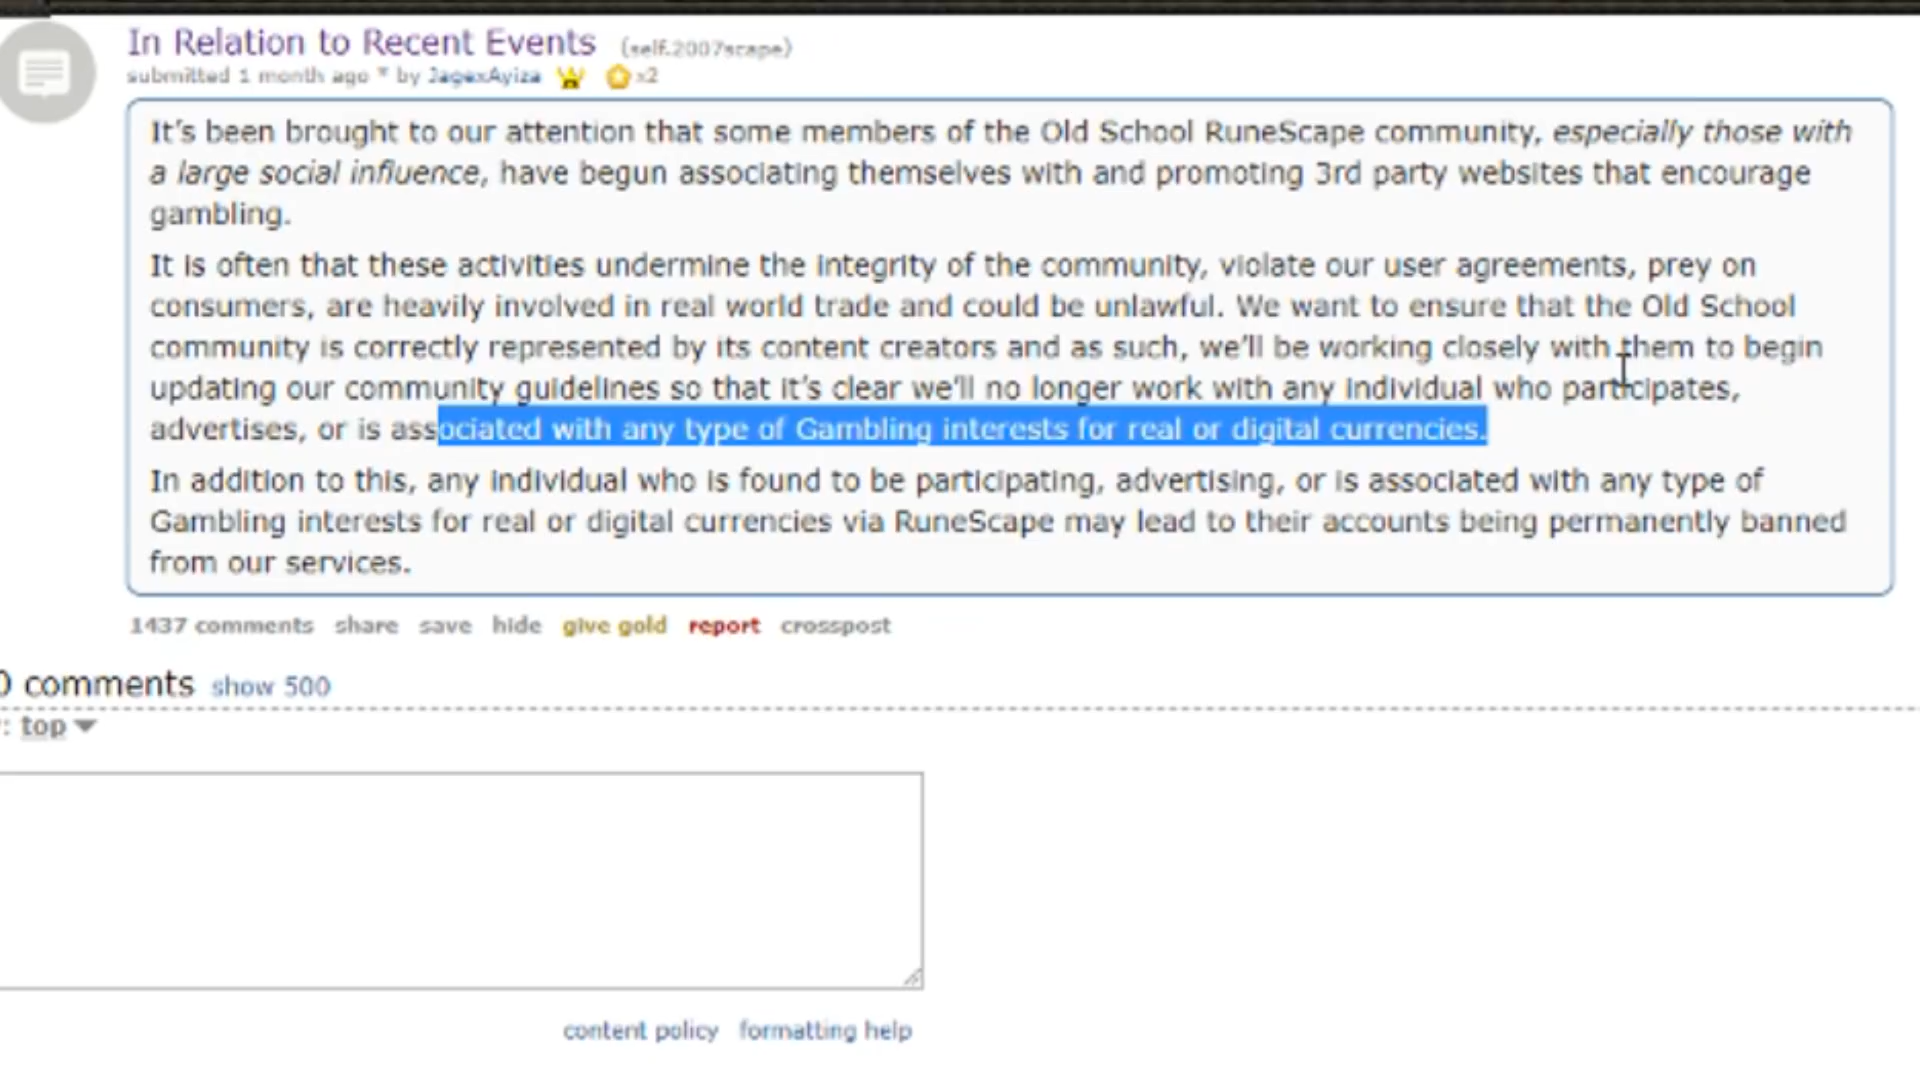 In Relation to Recent Events (self.2007scape)
submitted 1 month ago * by JagexAyiza x2
It's been brought to our attention that some members of the Old School RuneScape community, especially those with
a large social influence, have begun associating themselves with and promoting 3rd party websites that encourage
gambling.
It is often that these activities undermine the integrity of the community, violate our user agreements, prey on
consumers, are heavily involved in real world trade and could be unlawful. We want to ensure that the Old School
community is correctly represented by its content creators and as such, we'll be working closely with them to begin
updating our community guidelines so that it's clear we'll no longer work with any individual who participates,
advertises, or is associated with any type of Gambling interests for real or digital currencies.
In addition to this, any individual who is found to be participating, advertising, or is associated with any type of
Gambling interests for real or digital currencies via RuneScape may lead to their accounts being permanently banned
from our services.
1437 comments share save hide give gold report crosspost
0 comments show 500
: top
content policy formatting help